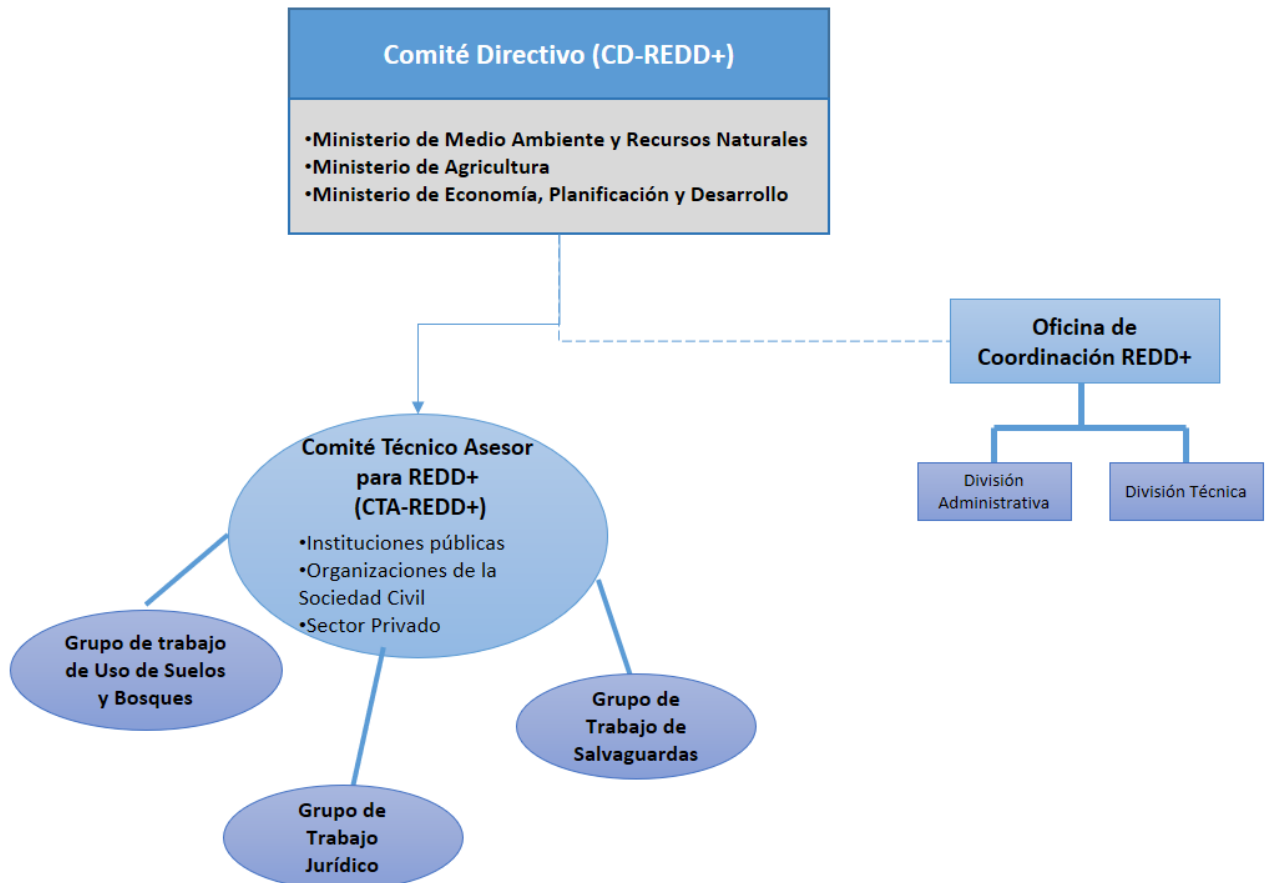 Comité Directivo (CD-REDD+)
•Ministerio de Medio Ambiente y Recursos Naturales
•Ministerio de Agricultura
•Ministerio de Economía, Planificación y Desarrollo
Oficina de
Coordinación REDD+
División
Administrativa
División Técnica
Comité Técnico Asesor
para REDD+
(CTA-REDD+)
•Instituciones públicas
•Organizaciones de la
Sociedad Civil
•Sector Privado
Grupo de trabajo
de Uso de Suelos
y Bosques
Grupo de
Trabajo de
Salvaguardas
Grupo de
Trabajo
Jurídico